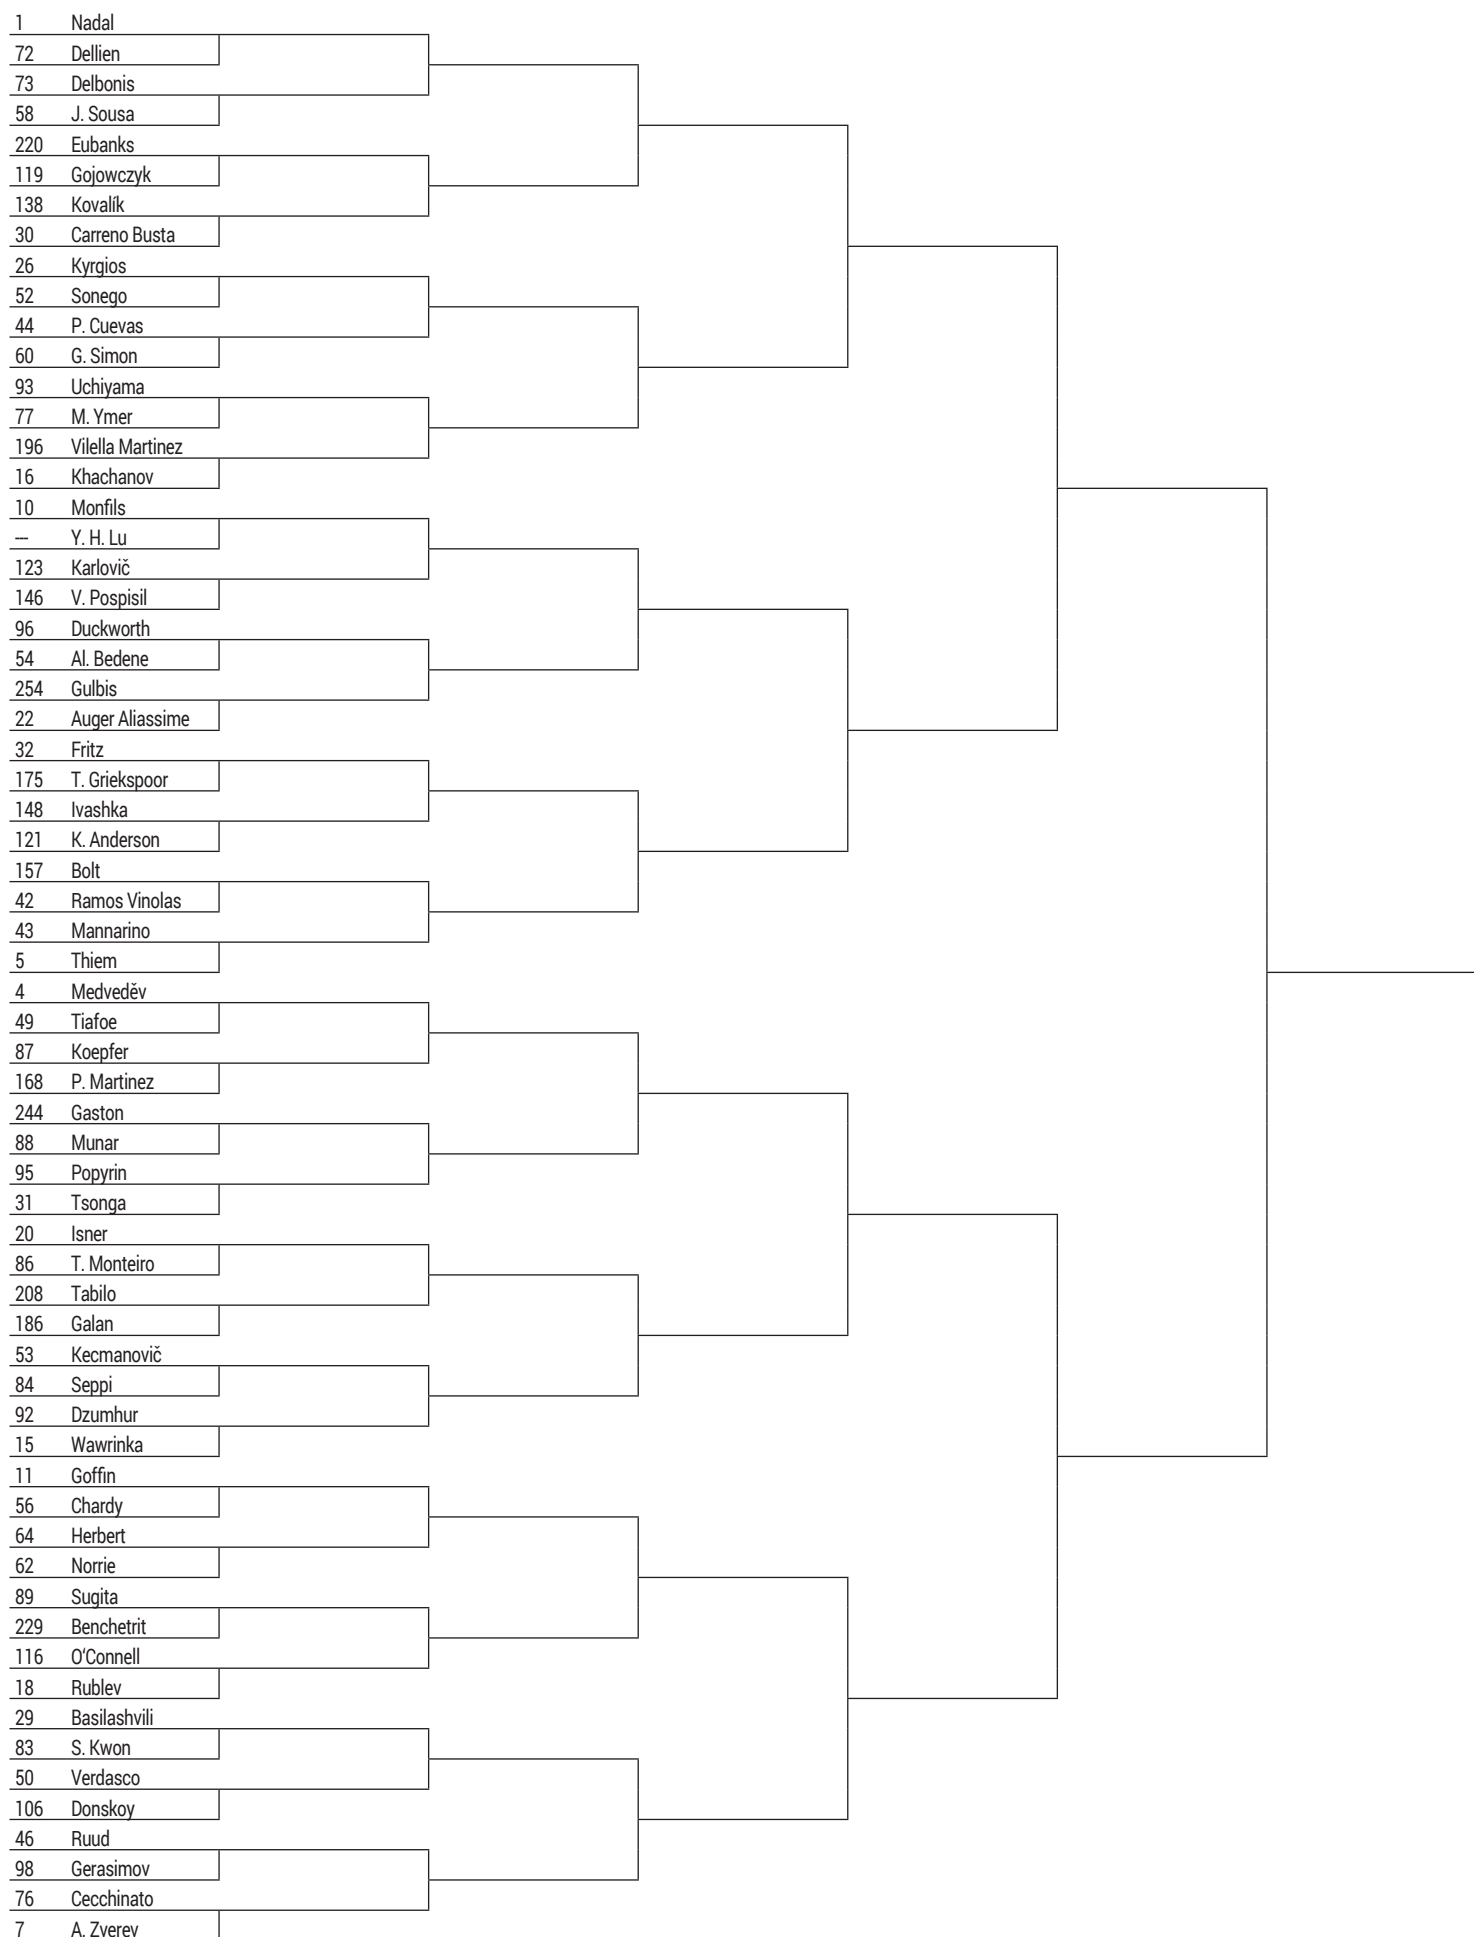 1 Nadal
72 Dellien
73 Delbonis
58 J. Sousa
220 Eubanks
119 Gojowczyk
138 Kovalík
30 Carreno Busta
26 Kyrgios
52 Sonego
44 P. Cuevas
60 G. Simon
93 Uchiyama
77 M. Ymer
196 Vilella Martinez
16 Khachanov
10 Monfils
--- Y. H. Lu
123 Karlovič
146 V. Pospisil
96 Duckworth
54 Al. Bedene
254 Gulbis
22 Auger Aliassime
32 Fritz
175 T. Griekspoor
148 Ivashka
121 K. Anderson
157 Bolt
42 Ramos Vinolas
43 Mannarino
5 Thiem
4 Medveděv
49 Tiafoe
87 Koepfer
168 P. Martinez
244 Gaston
88 Munar
95 Popyrin
31 Tsonga
20 Isner
86 T. Monteiro
208 Tabilo
186 Galan
53 Kecmanovič
84 Seppi
92 Dzumhur
15 Wawrinka
11 Goffin
56 Chardy
64 Herbert
62 Norrie
89 Sugita
229 Benchetrit
116 O'Connell
18 Rublev
29 Basilashvili
83 S. Kwon
50 Verdasco
106 Donskoy
46 Ruud
98 Gerasimov
76 Cecchinato
7 A. Zverev